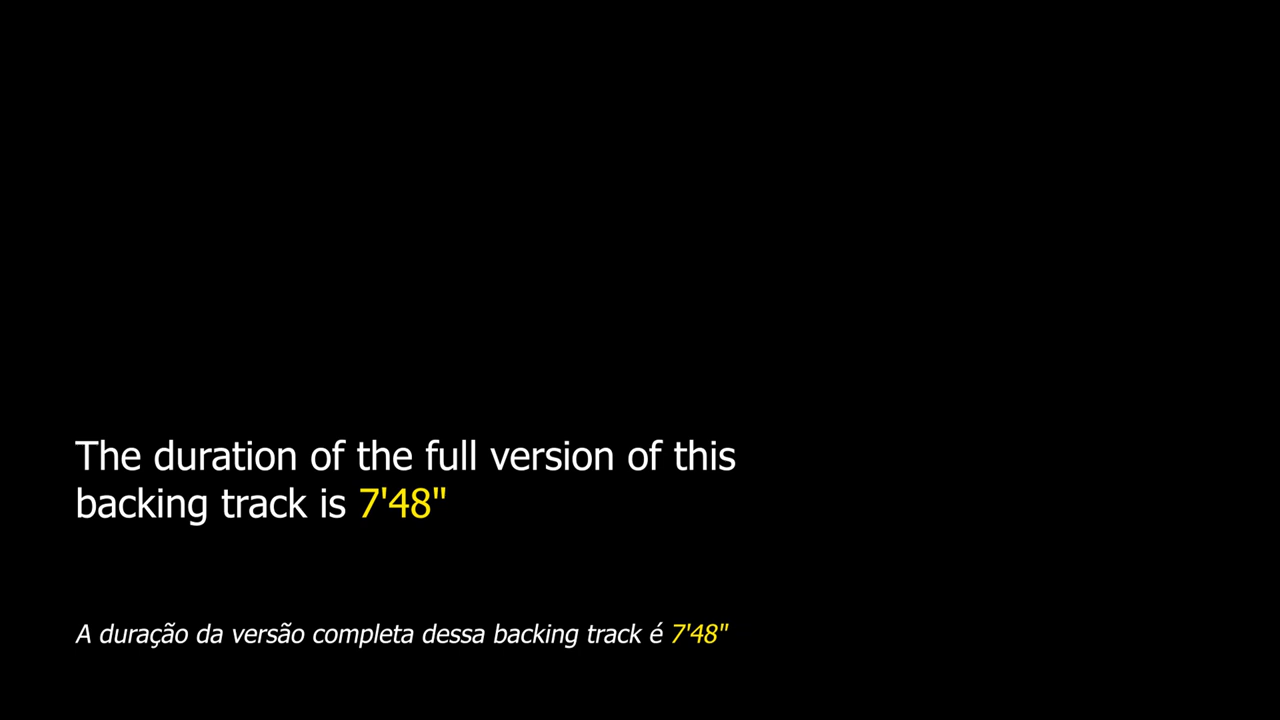 The duration of the full version of this
backing track is 7'48"
A duração da versão completa dessa backing track é 7'48"